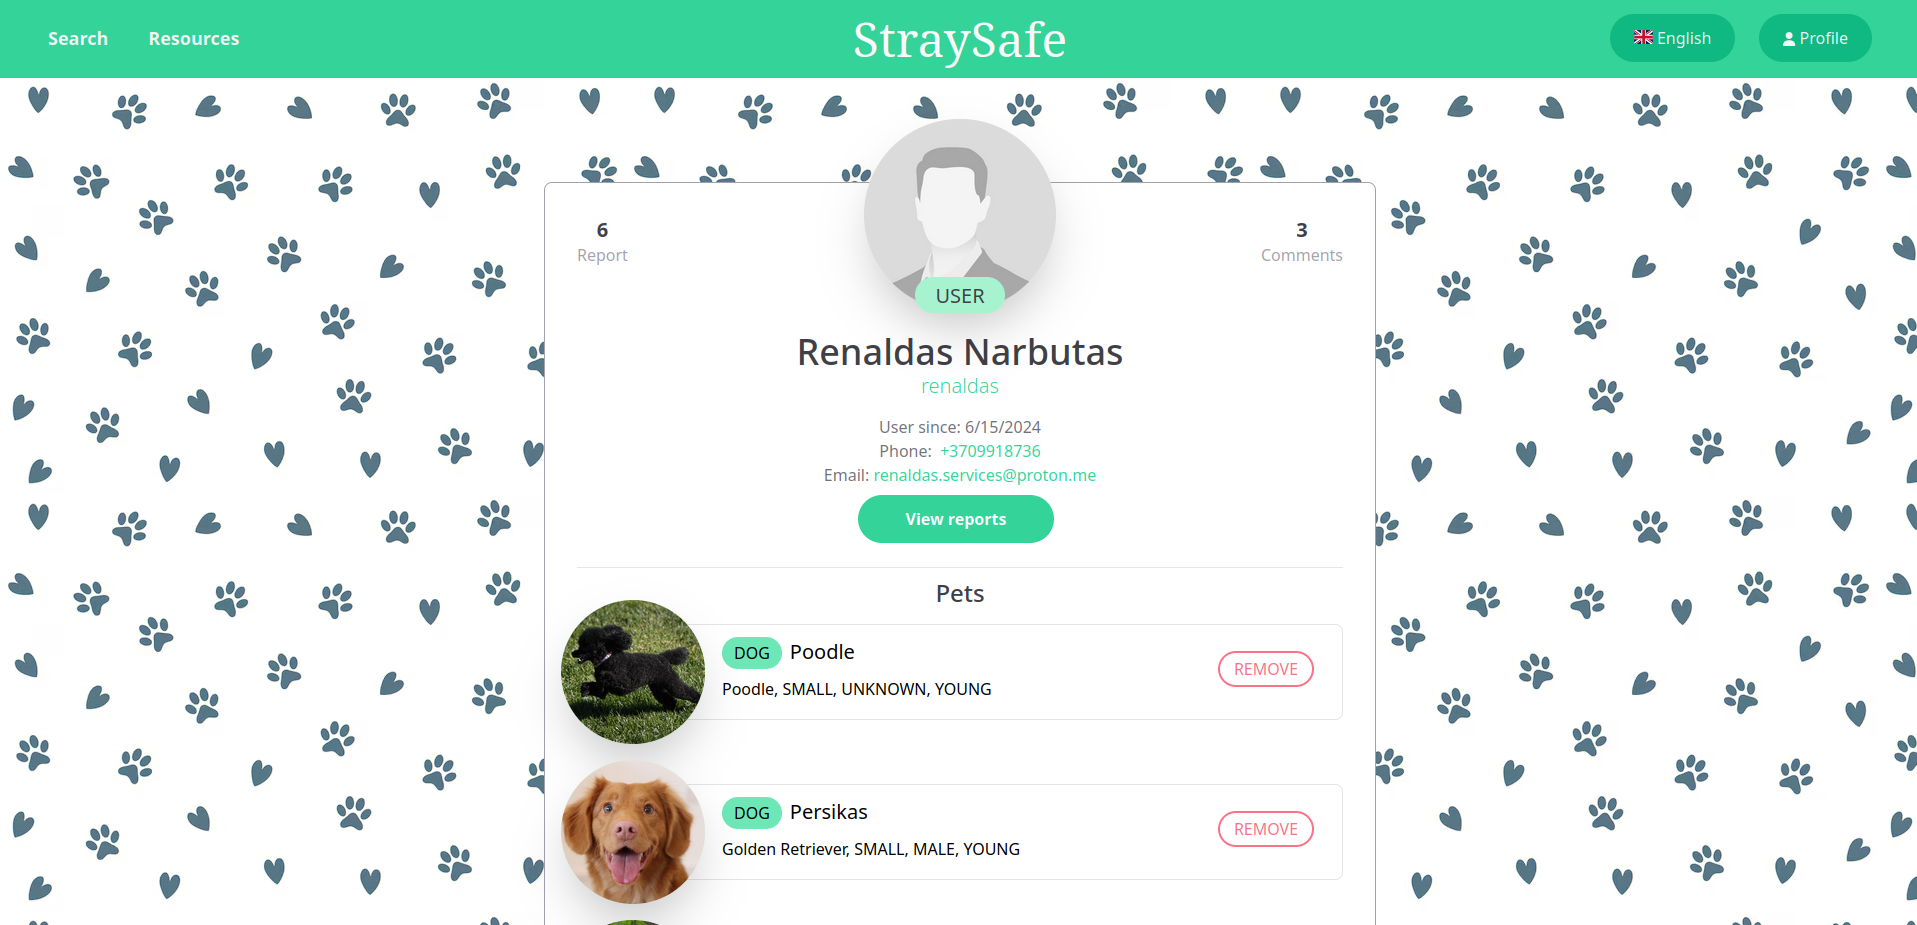 Search
Resources
StraySafe
English
Profile
6
Report
3
Comments
USER
Renaldas Narbutas
renaldas
User since: 6/15/2024
Phone: +3709918736
Email: renaldas.services@proton.me
View reports
Pets
DOG Poodle
REMOVE
Poodle, SMALL, UNKNOWN, YOUNG
DOG Persikas
REMOVE
Golden Retriever, SMALL, MALE, YOUNG